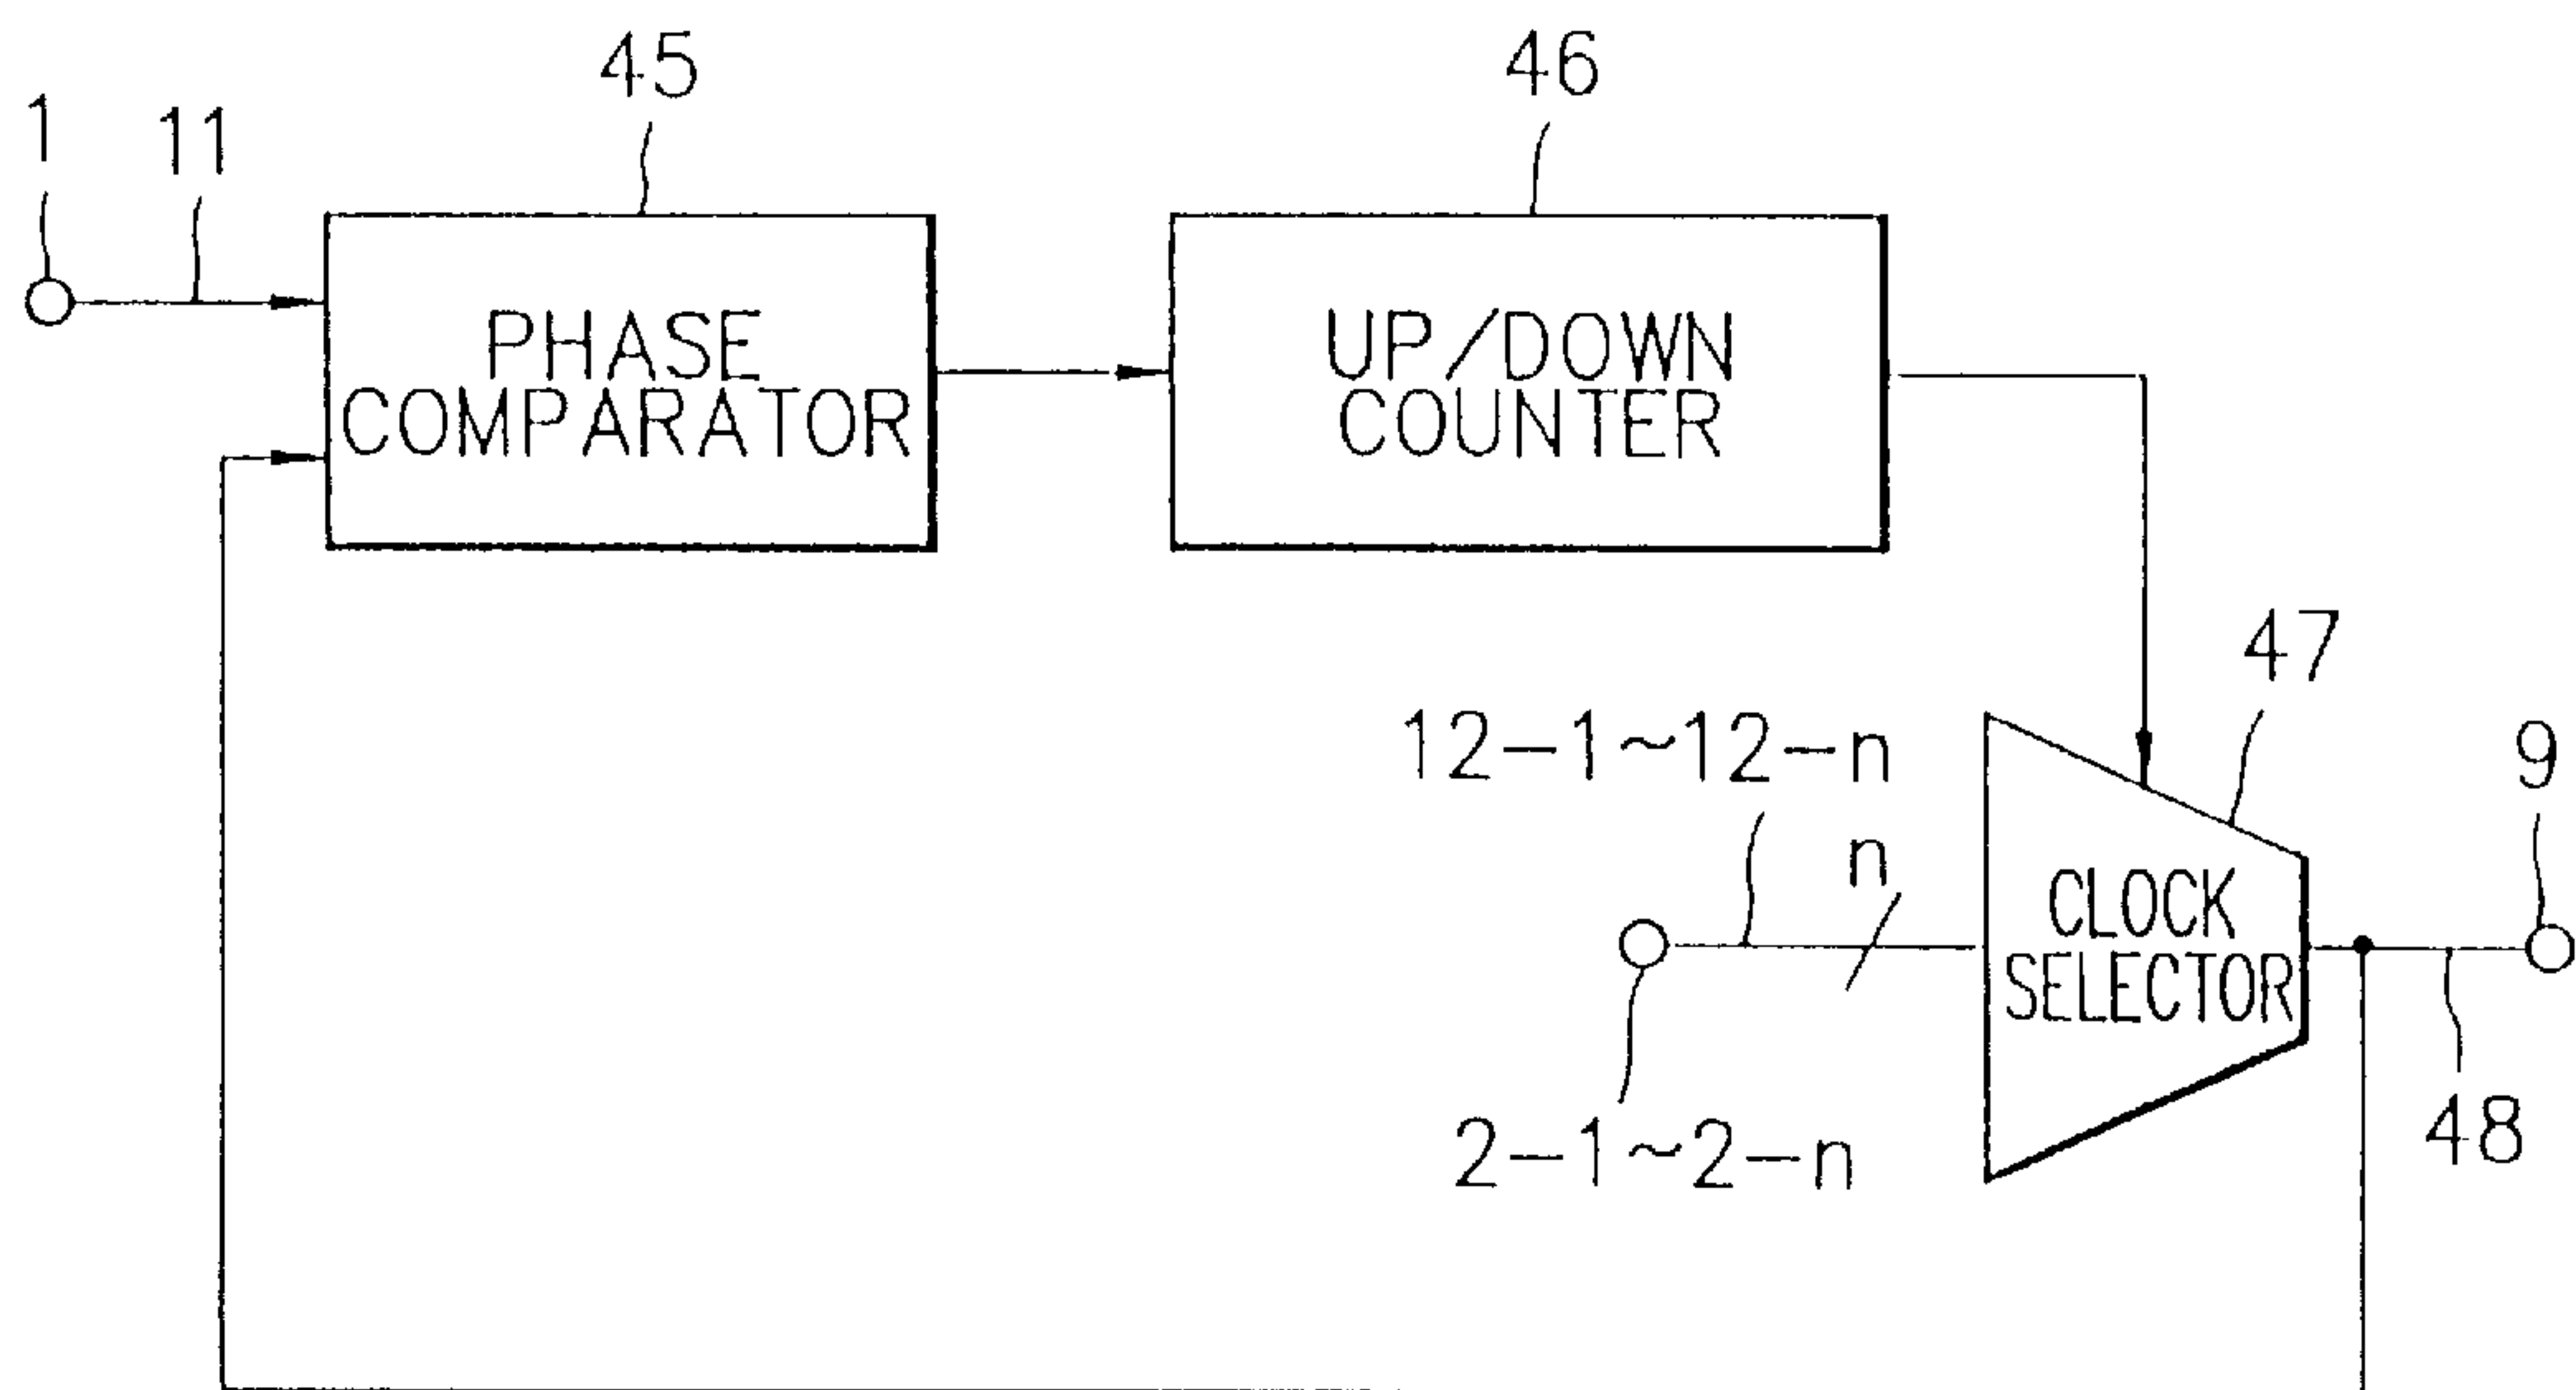 45
46
1
11
PHASE
COMPARATOR
UP/DOWN
COUNTER
47
12-1~12-n
9
n
CLOCK
SELECTOR
2-1~2-n
48